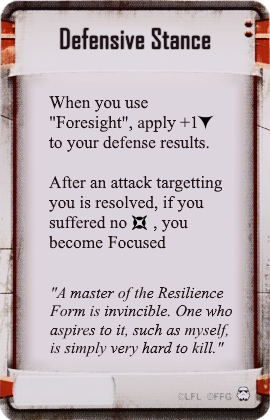 Defensive Stance
When you use
"Foresight", apply +1
to your defense results.
After an attack targetting
you is resolved, if you
suffered no , you
become Focused
"A master of the Resilience
Form is invincible. One who
aspires to it, such as myself,
is simply very hard to kill."
©LFL ©FFG